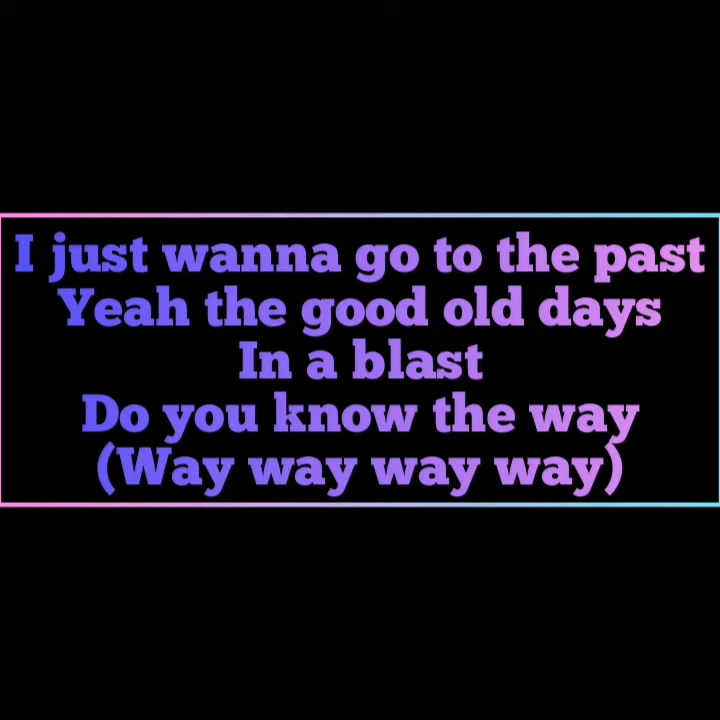 I just wanna go to the past
Yeah the good old days
In a blast
Do you know the way
(Way way way way)